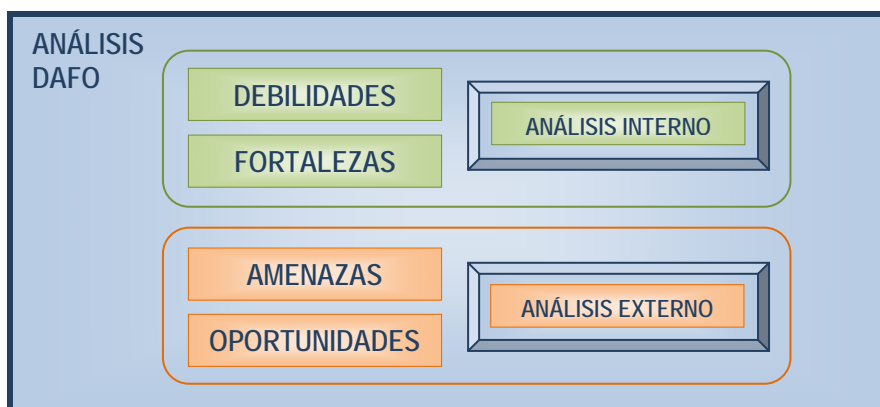 ANÁLISIS
DAFO
DEBILIDADES
FORTALEZAS
ANÁLISIS INTERNO
AMENAZAS
OPORTUNIDADES
ANÁLISIS EXTERNO